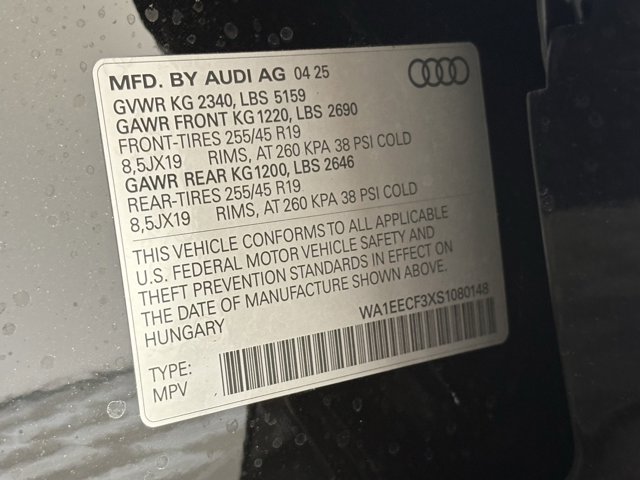 MFD. BY AUDI AG 04 25
GVWR KG 2340, LBS 5159
GAWR FRONT KG 1220, LBS 2690
FRONT-TIRES 255/45 R19
8,5JX19 RIMS, AT 260 KPA 38 PSI COLD
GAWR REAR KG1200, LBS 2646
REAR-TIRES 255/45 R19
8,5JX19 RIMS, AT 260 KPA 38 PSI COLD
THIS VEHICLE CONFORMS TO ALL APPLICABLE
U.S. FEDERAL MOTOR VEHICLE SAFETY AND
THEFT PREVENTION STANDARDS IN EFFECT ON
THE DATE OF MANUFACTURE SHOWN ABOVE.
HUNGARY WA1EECF3XS1080148
TYPE:
MPV